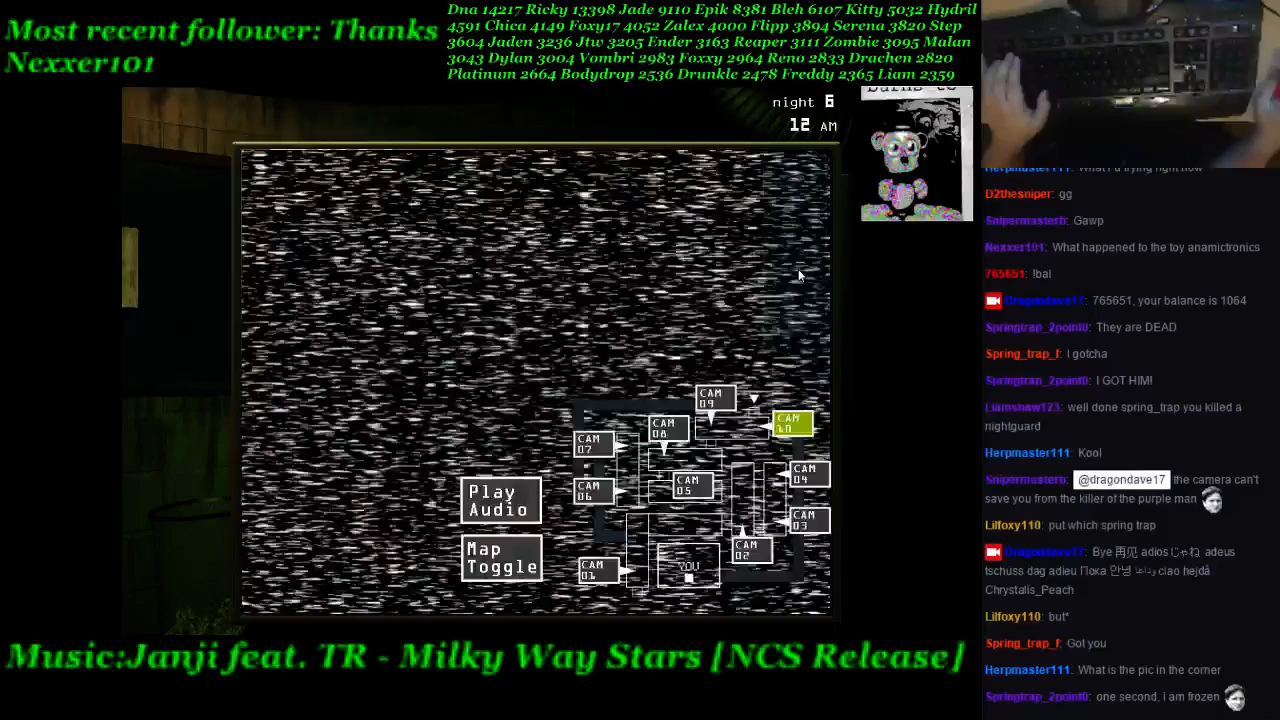 Most recent follower: Thanks
Nexxer101
Dna 14217 Ricky 13398 Jade 9110 Epik 8381 Bleh 6107 Kitty 5032 Hydril
4591 Chica 4149 Foxy17 4052 Zalex 4000 Flipp 3894 Serena 3820 Step
3604 Jaden 3236 Jtw 3205 Ender 3163 Reaper 3111 Zombie 3095 Malan
3043 Dylan 3004 Vombri 2983 Foxxy 2964 Reno 2833 Drachen 2820
Platinum 2664 Bodydrop 2536 Drunkle 2478 Freddy 2365 Liam 2359
night 6
12 AM
CAM 09
CAM 10
CAM 08
CAM 07
CAM 04
CAM 05
CAM 06
CAM 03
CAM 02
CAM 01
YOU
Play
Audio
Map
Toggle
Music:Janji feat. TR - Milky Way Stars [NCS Release]
Herpmaster111: What r u trying right now
D2thesniper: gg
Snipermasterb: Gawp
Nexxer101: What happened to the toy anamictronics
765651: !bal
Dragondave17: 765651, your balance is 1064
Springtrap_2point0: They are DEAD
Spring_trap_f: I gotcha
Springtrap_2point0: I GOT HIM!
Liamshaw123: well done spring_trap you killed a
nightguard
Herpmaster111: Kool
Snipermasterb: @dragondave17 the camera can't
save you from the killer of the purple man
Lilfoxy110: put which spring trap
Dragondave17: Bye 再见 adios じゃね adeus
tschuss dag adieu Пока 안녕 وداعا ciao hejdå
Chrystalis_Peach
Lilfoxy110: but*
Spring_trap_f: Got you
Herpmaster111: What is the pic in the corner
Springtrap_2point0: one second, i am frozen